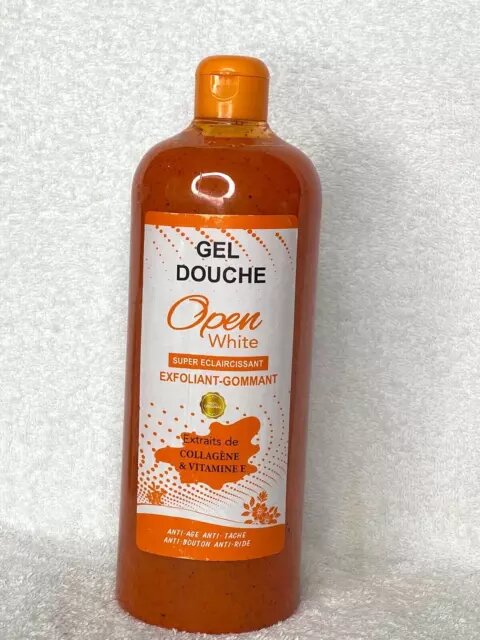 GEL
DOUCHE
Open
White
SUPER ECLAIRCISSANT
EXFOLIANT-GOMMANT
Extraits de
COLLAGÈNE
& VITAMINE E
ANTI-AGE ANTI-TACHE
ANTI-BOUTON ANTI-RIDE